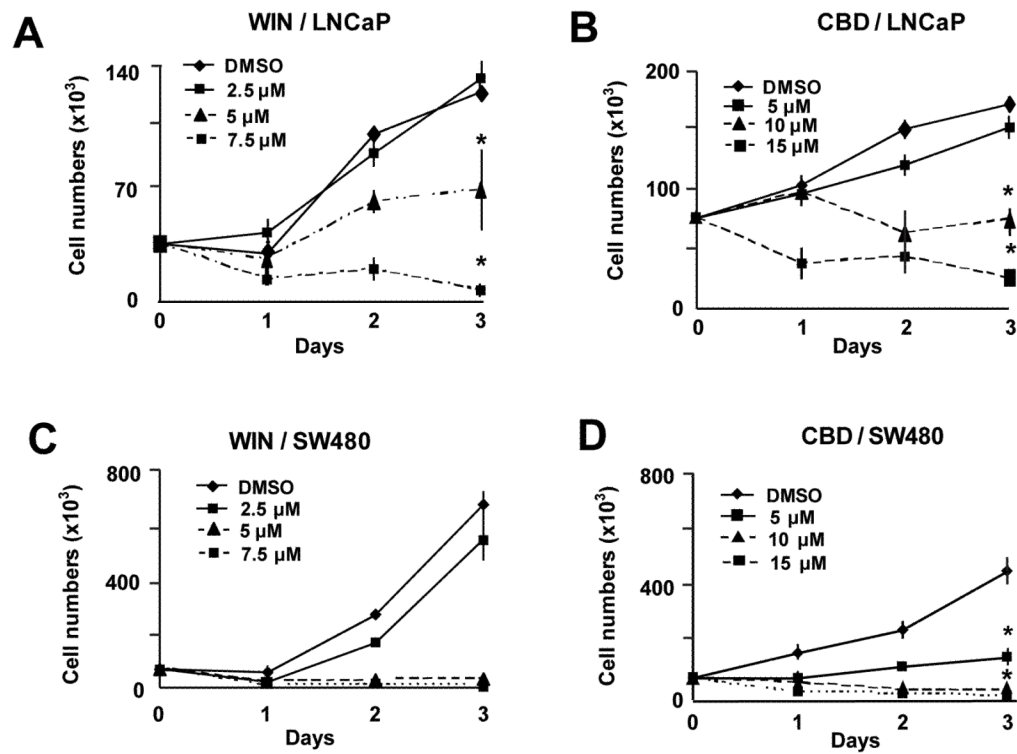 A
WIN / LNCaP
Cell numbers (x10³)
140
70
0
DMSO
2.5 µM
5 µM
7.5 µM
*
*
0 1 2 3
Days
B
CBD / LNCaP
Cell numbers (x10³)
200
100
0
DMSO
5 µM
10 µM
15 µM
*
*
0 1 2 3
Days
C
WIN / SW480
Cell numbers (x10³)
800
400
0
DMSO
2.5 µM
5 µM
7.5 µM
0 1 2 3
Days
D
CBD / SW480
Cell numbers (x10³)
800
400
0
DMSO
5 µM
10 µM
15 µM
*
*
0 1 2 3
Days